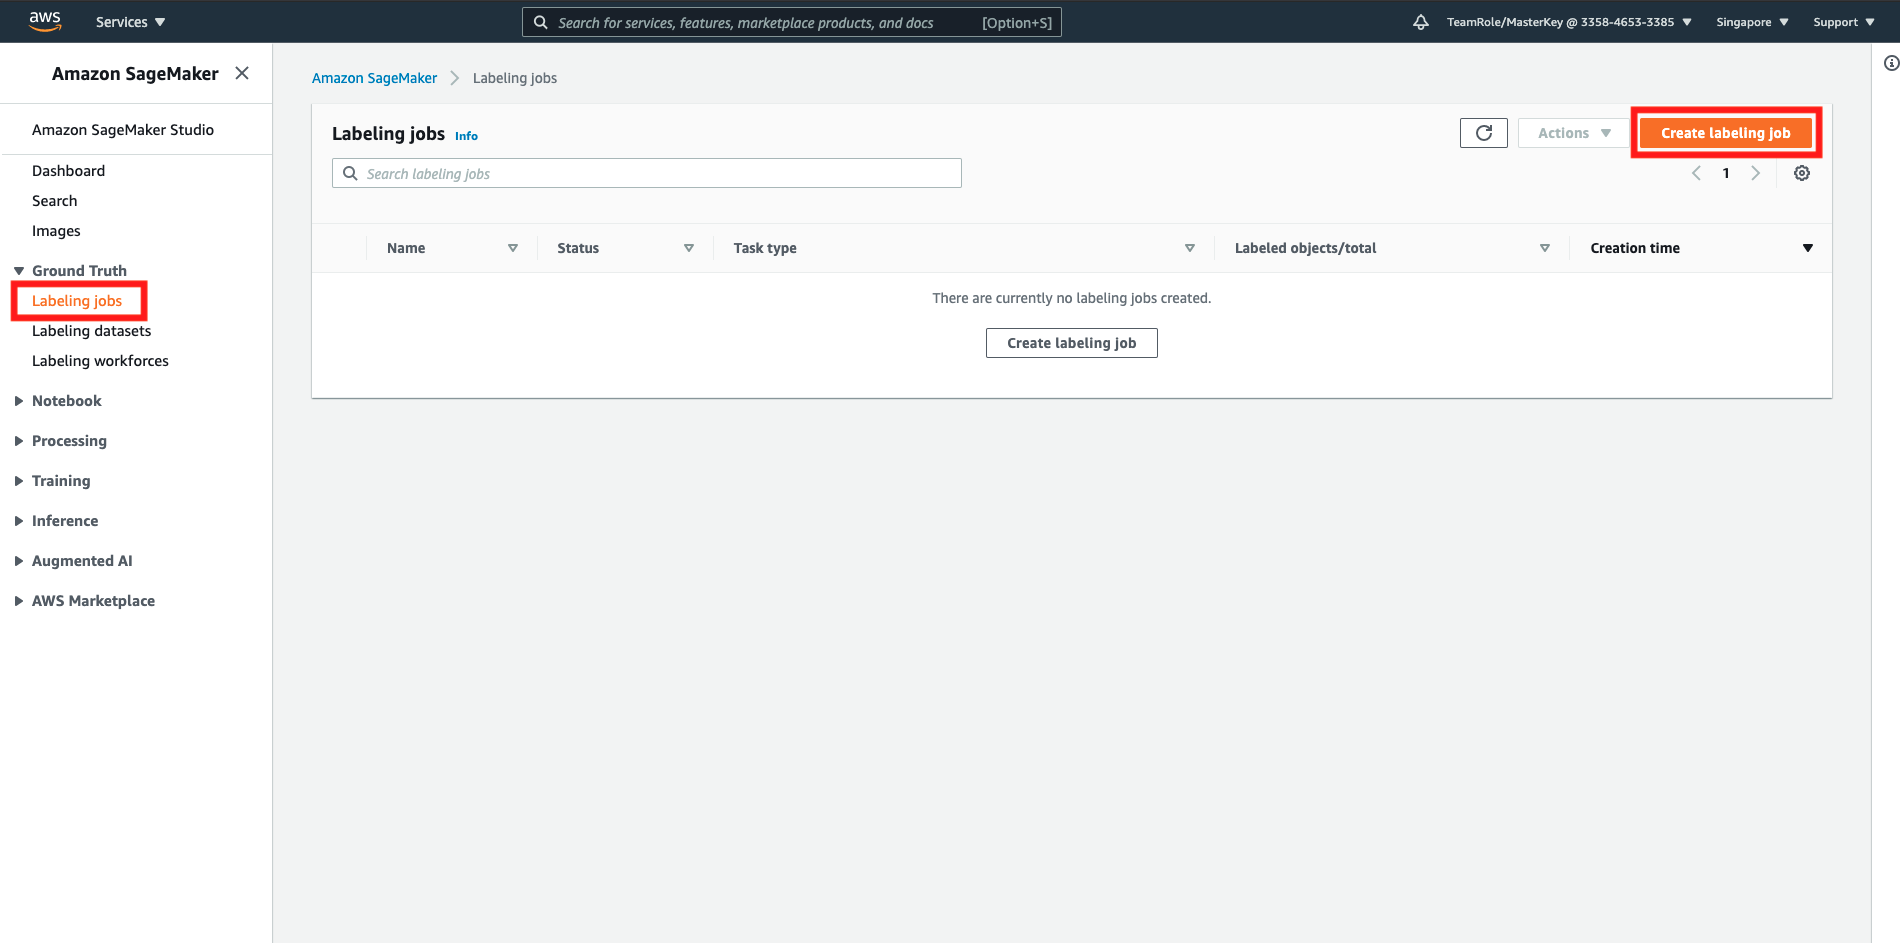 aws
Services
Search for services, features, marketplace products, and docs [Option+S]
TeamRole/MasterKey @ 3358-4653-3385
Singapore
Support
Amazon SageMaker
Amazon SageMaker Studio
Dashboard
Search
Images
Ground Truth
Labeling jobs
Labeling datasets
Labeling workforces
Notebook
Processing
Training
Inference
Augmented AI
AWS Marketplace
Amazon SageMaker Labeling jobs
Labeling jobs Info
Actions
Create labeling job
Search labeling jobs
1
Name Status Task type Labeled objects/total Creation time
There are currently no labeling jobs created.
Create labeling job